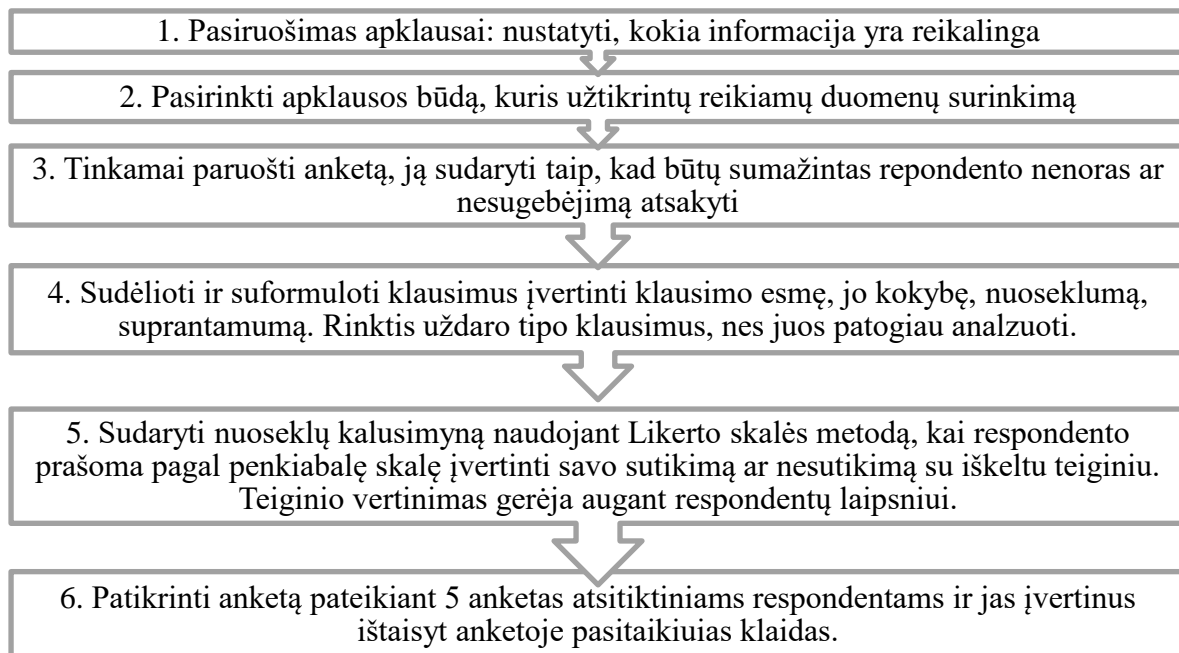 1. Pasiruošimas apklausai: nustatyti, kokia informacija yra reikalinga
2. Pasirinkti apklausos būdą, kuris užtikrintų reikiamų duomenų surinkimą
3. Tinkamai paruošti anketą, ją sudaryti taip, kad būtų sumažintas repondento nenoras ar
nesugebėjimą atsakyti
4. Sudėlioti ir suformuloti klausimus įvertinti klausimo esmę, jo kokybę, nuoseklumą,
suprantamumą. Rinktis uždaro tipo klausimus, nes juos patogiau analzuoti.
5. Sudaryti nuoseklų kalusimyną naudojant Likerto skalės metodą, kai respondento
prašoma pagal penkiabalę skalę įvertinti savo sutikimą ar nesutikimą su iškeltu teiginiu.
Teiginio vertinimas gerėja augant respondentų laipsniui.
6. Patikrinti anketą pateikiant 5 anketas atsitiktiniams respondentams ir jas įvertinus
ištaisyt anketoje pasitaikiuias klaidas.